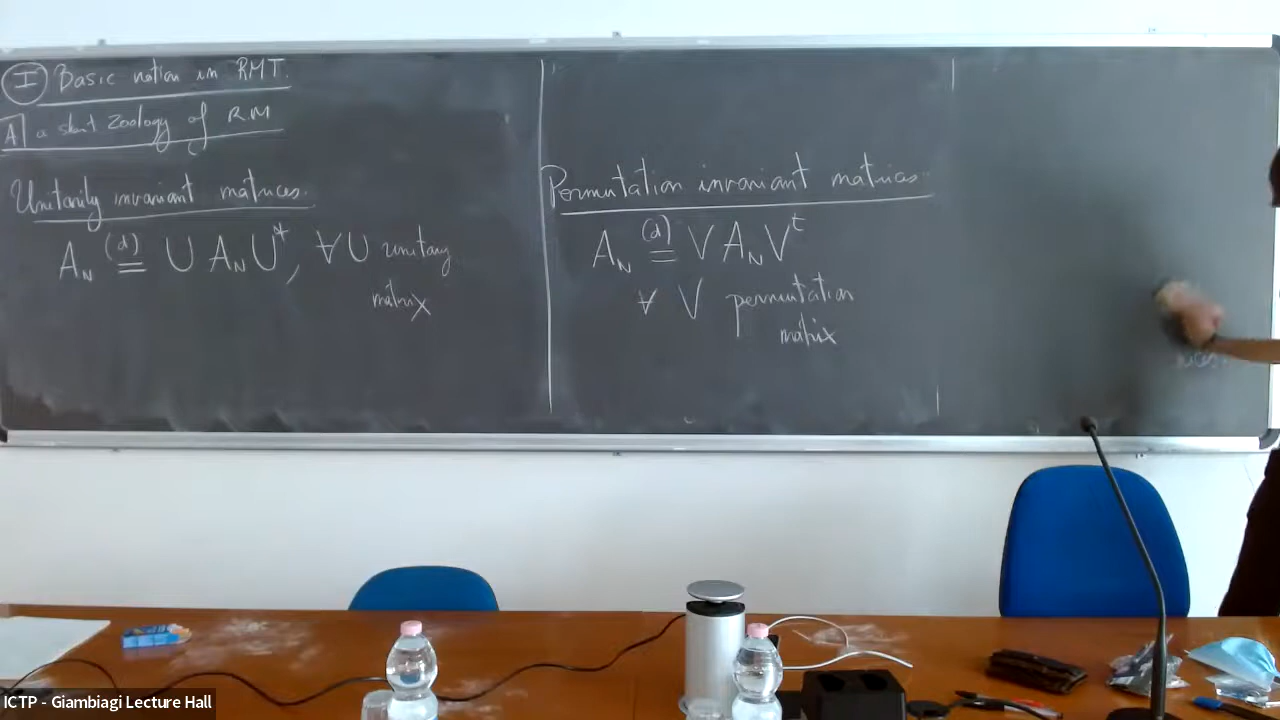 I Basic notion in RMT.
A a short Zoology of R.M
Unitarily invariant matrices.
A_N (d)= U A_N U*, ∀U unitary
matrix
Permutation invariant matrices.
A_N (d)= V A_N V^t
∀ V permutation
matrix
ICTP - Giambiagi Lecture Hall